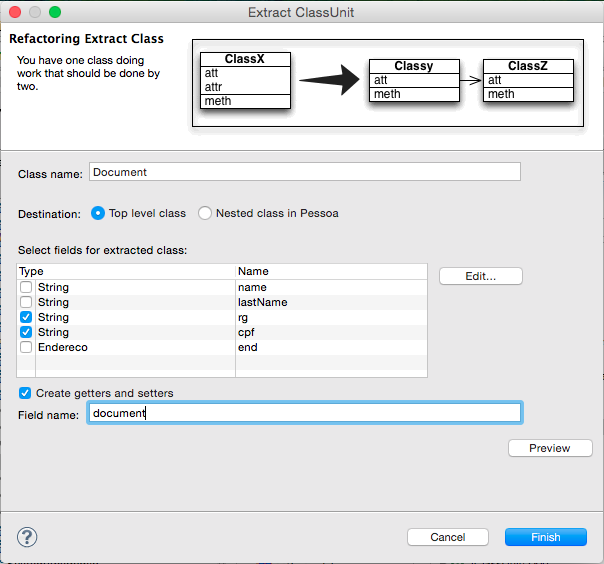 Extract ClassUnit
Refactoring Extract Class
You have one class doing
work that should be done by
two.
ClassX
att
attr
meth
Classy
att
meth
ClassZ
att
meth
Class name: Document
Destination: Top level class Nested class in Pessoa
Select fields for extracted class:
Type Name
String name
String lastName
String rg
String cpf
Endereco end
Edit...
Create getters and setters
Field name: document
Preview
?
Cancel Finish